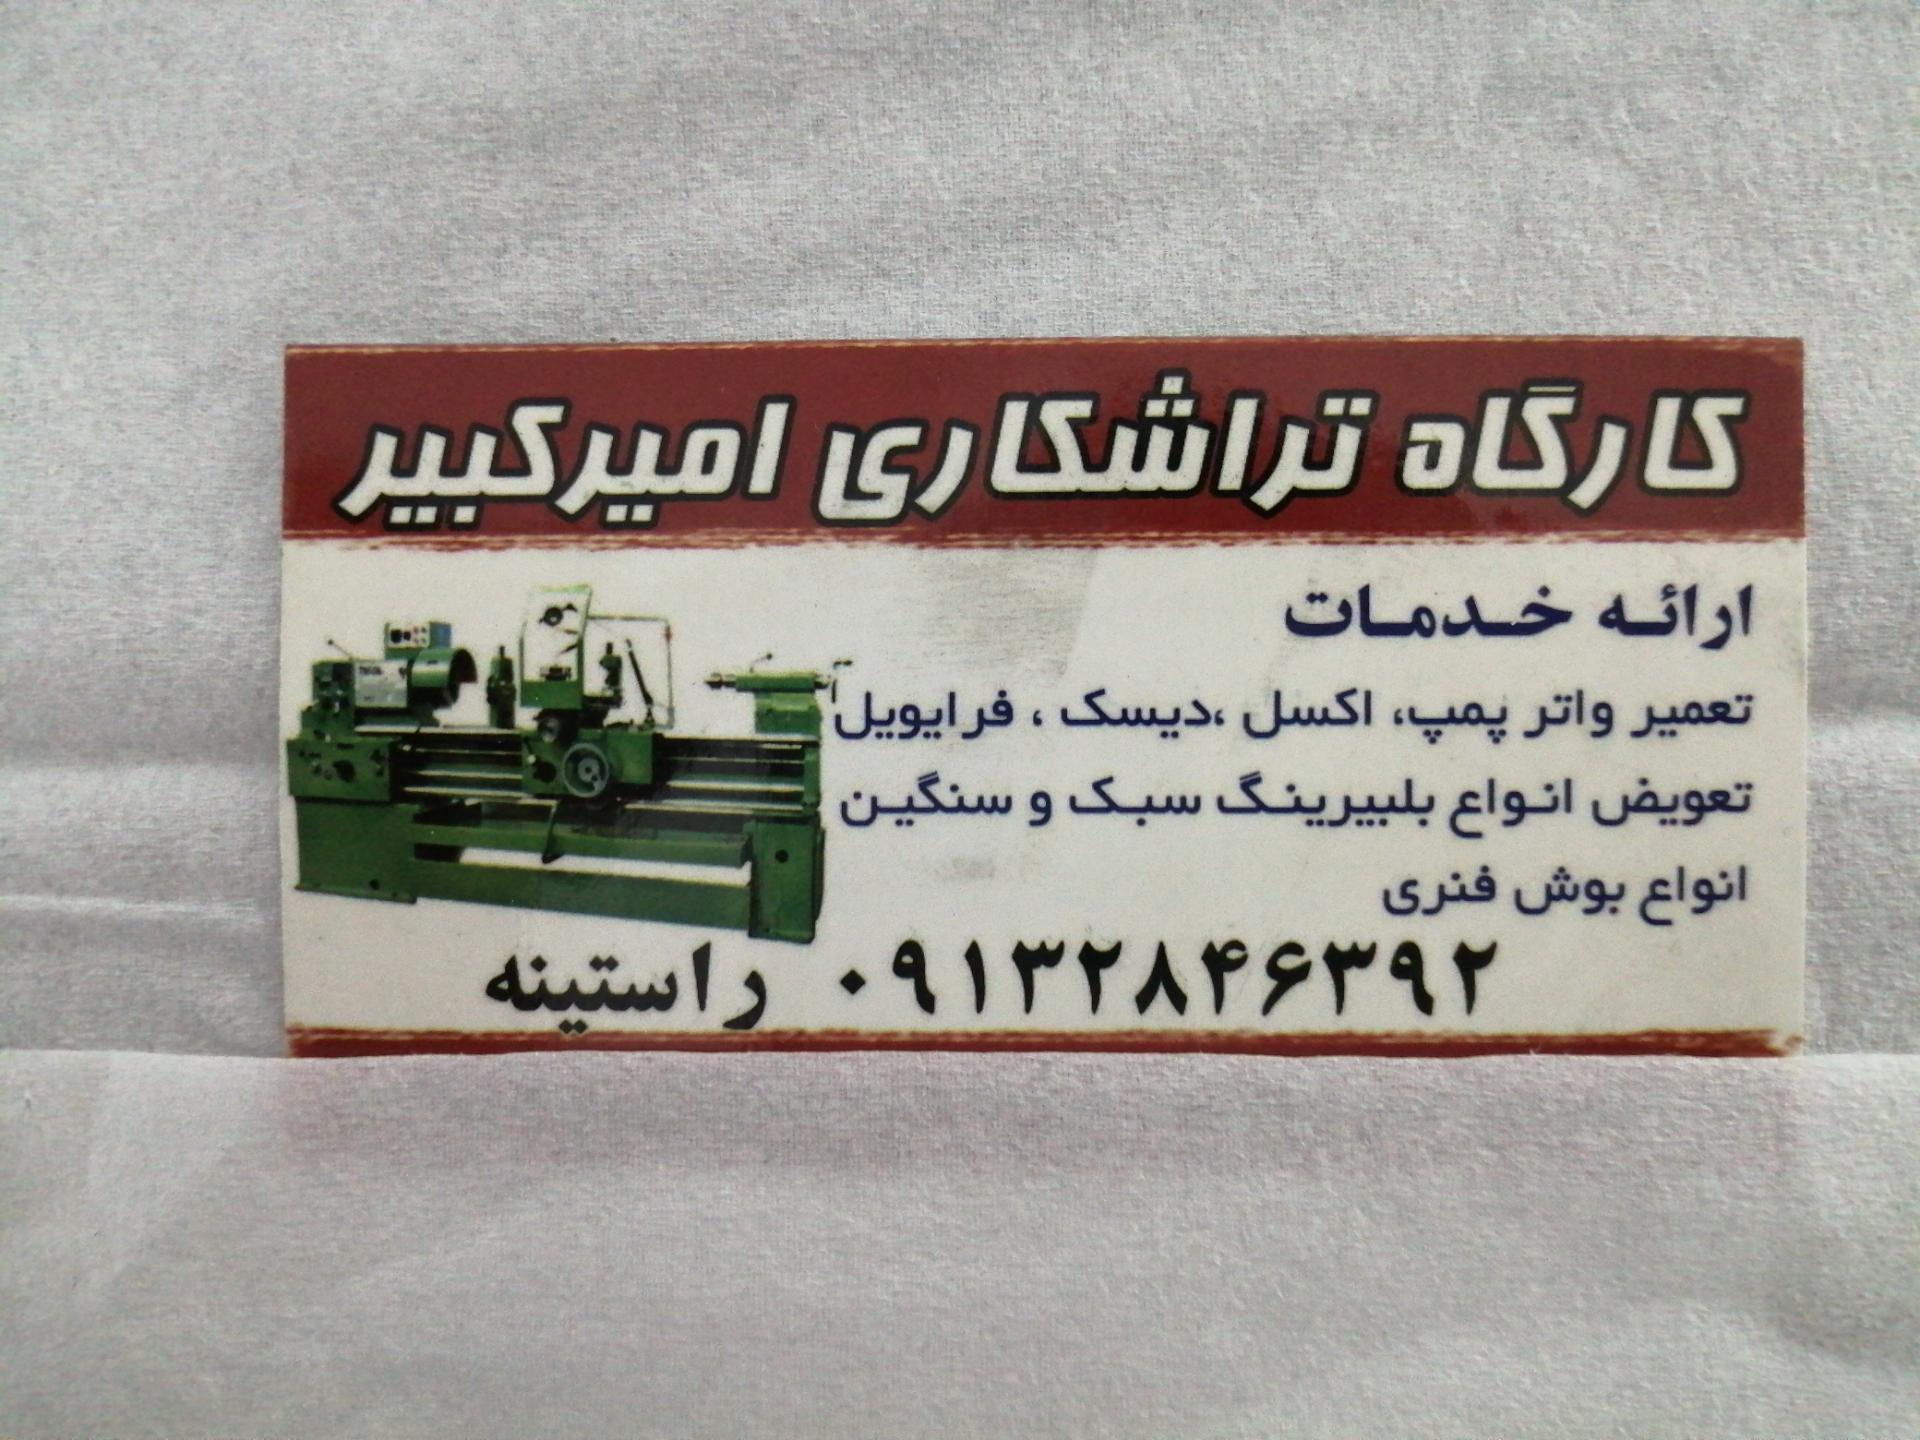 کارگاه تراشکاری امیرکبیر
ارائه خدمات
تعمیر واتر پمپ، اکسل ،دیسک ، فرایویل
تعویض انواع بلبیرینگ سبک و سنگین
انواع بوش فنری
۰۹۱۳۲۸۴۶۳۹۲ راستینه